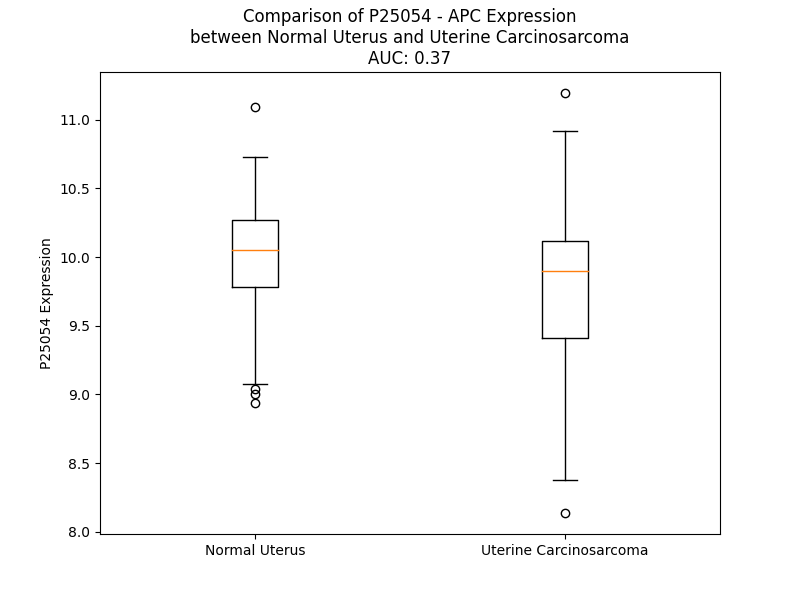 Comparison of P25054 - APC Expression
between Normal Uterus and Uterine Carcinosarcoma
AUC: 0.37
P25054 Expression
11.0
10.5
10.0
9.5
9.0
8.5
8.0
Normal Uterus
Uterine Carcinosarcoma